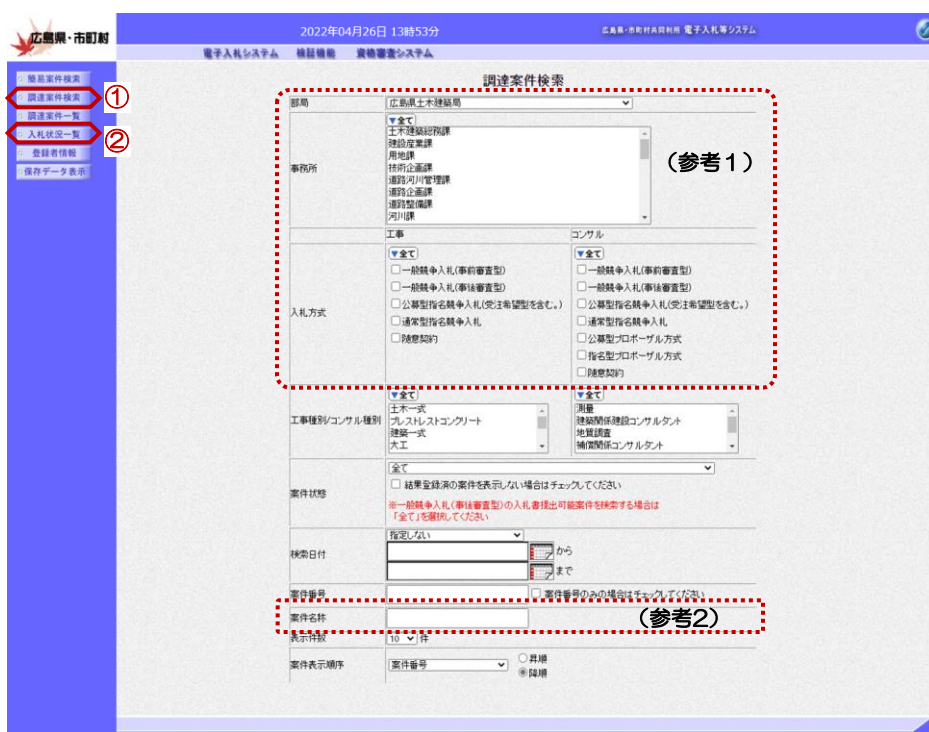 広島県・市町村
2022年04月26日 13時53分
広島県・市町村共同利用 電子入札等システム
電子入札システム 検証機能 資格審査システム
簡易案件検索
調達案件検索
①
調達案件一覧
入札状況一覧
②
登録者情報
保存データ表示
調達案件検索
部局 広島県土木建築局
事務所
▼全て
土木建築総務課
建設産業課
用地課
技術企画課
道路河川管理課
道路企画課
道路整備課
河川課
(参考1)
工事 コンサル
入札方式
▼全て
一般競争入札(事前審査型)
一般競争入札(事後審査型)
公募型指名競争入札(受注希望型を含む。)
通常型指名競争入札
随意契約
▼全て
一般競争入札(事前審査型)
一般競争入札(事後審査型)
公募型指名競争入札(受注希望型を含む。)
通常型指名競争入札
公募型プロポーザル方式
指名型プロポーザル方式
随意契約
工事種別/コンサル種別
▼全て
土木一式
プレストレストコンクリート
建築一式
大工
▼全て
測量
建築関係建設コンサルタント
地質調査
補償関係コンサルタント
案件状態
全て
結果登録済の案件を表示しない場合はチェックしてください
※一般競争入札(事後審査型)の入札書提出可能案件を検索する場合は
「全て」を選択してください
検索日付
指定しない
から
まで
案件番号 案件番号のみの場合はチェックしてください
案件名称
(参考2)
表示件数 10 件
案件表示順序 案件番号
昇順
降順